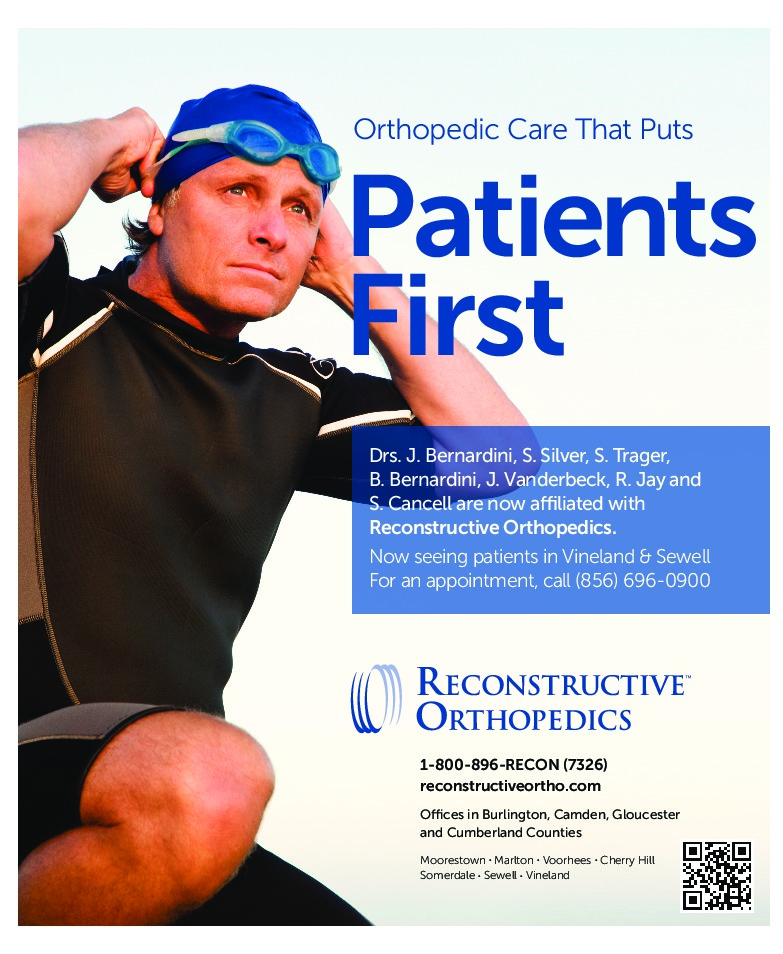 Orthopedic Care That Puts
Patients
First
Drs. J. Bernardini, S. Silver, S. Trager,
B. Bernardini, J. Vanderbeck, R. Jay and
S. Cancell are now affiliated with
Reconstructive Orthopedics.
Now seeing patients in Vineland & Sewell
For an appointment, call (856) 696-0900
RECONSTRUCTIVE™
ORTHOPEDICS
1-800-896-RECON (7326)
reconstructiveortho.com
Offices in Burlington, Camden, Gloucester
and Cumberland Counties
Moorestown • Marlton • Voorhees • Cherry Hill
Somerdale • Sewell • Vineland